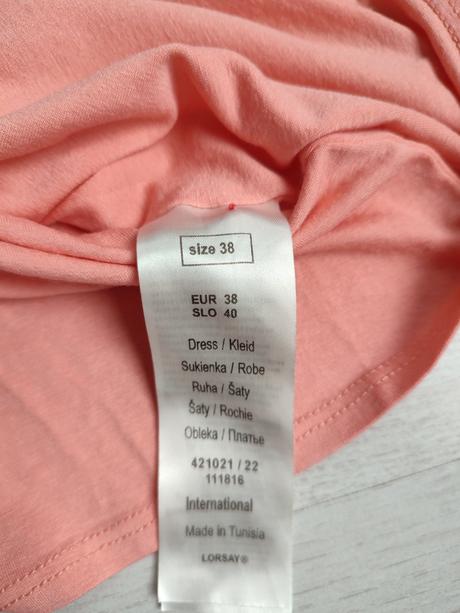 size 38
EUR 38
SLO 40
Dress / Kleid
Sukienka / Robe
Ruha / Šaty
Šaty / Rochie
Obleka / Платье
421021 / 22
111816
International
Made in Tunisia
LORSAY®